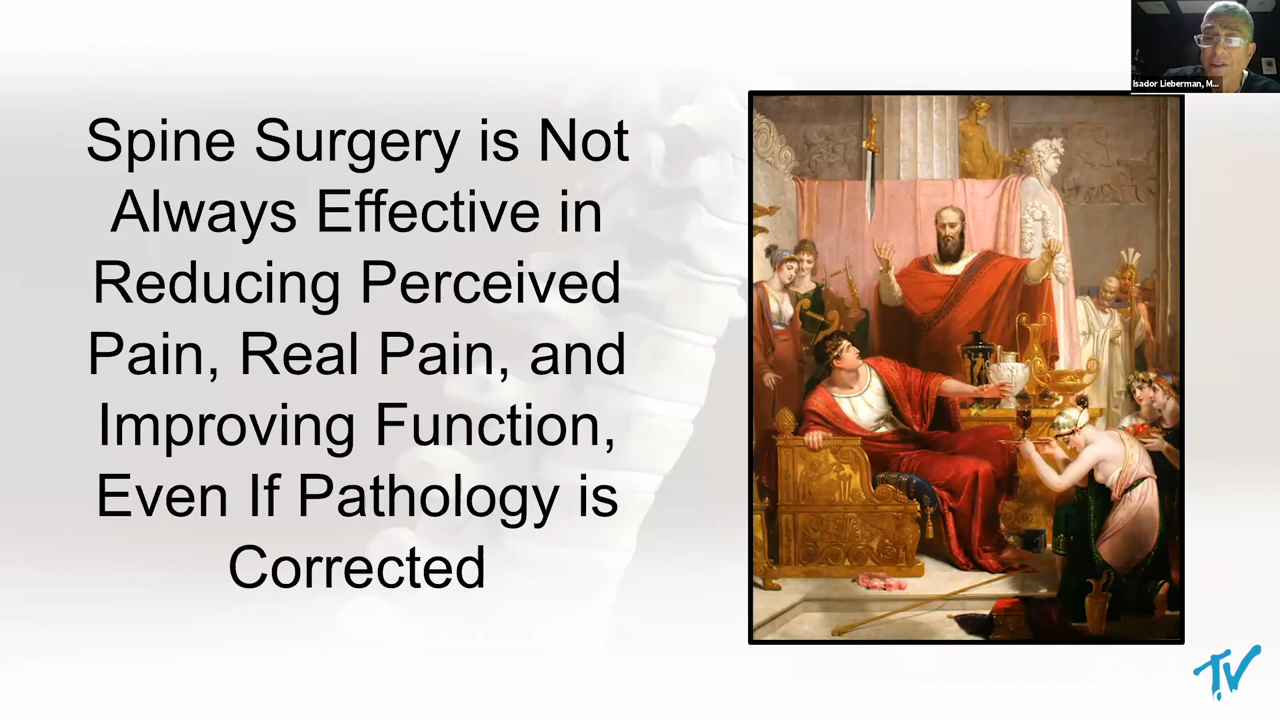 Isador Lieberman, M...
Spine Surgery is Not
Always Effective in
Reducing Perceived
Pain, Real Pain, and
Improving Function,
Even If Pathology is
Corrected
TV